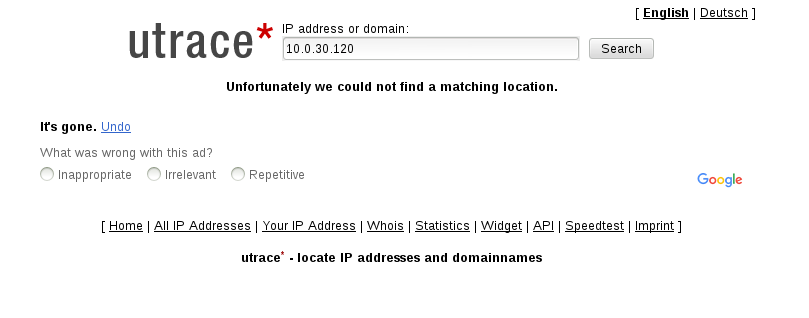 [ English | Deutsch ]
utrace*
IP address or domain:
10.0.30.120
Search
Unfortunately we could not find a matching location.
It's gone. Undo
What was wrong with this ad?
Inappropriate Irrelevant Repetitive
Google
[ Home | All IP Addresses | Your IP Address | Whois | Statistics | Widget | API | Speedtest | Imprint ]
utrace* - locate IP addresses and domainnames